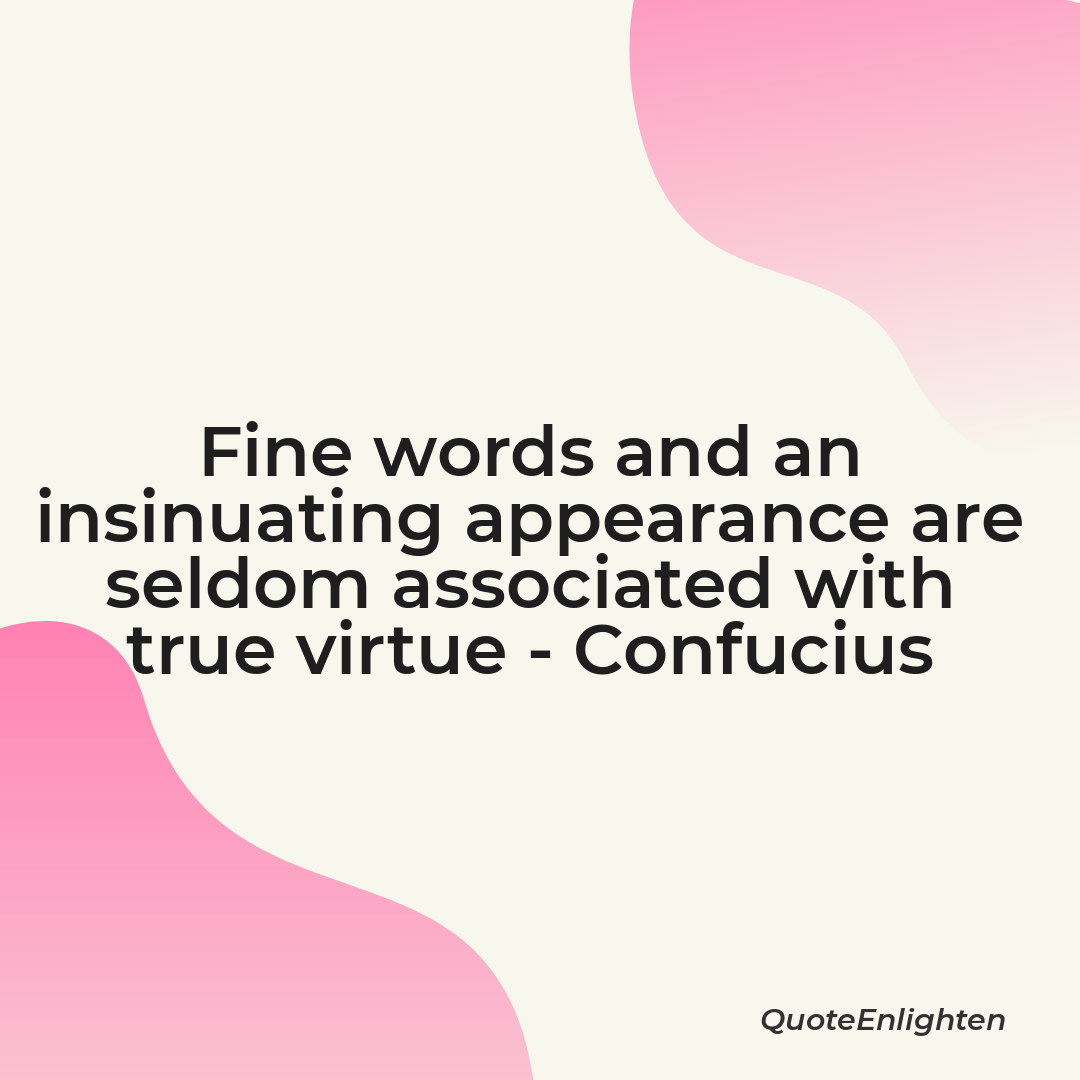 Fine words and an
insinuating appearance are
seldom associated with
true virtue - Confucius
QuoteEnlighten